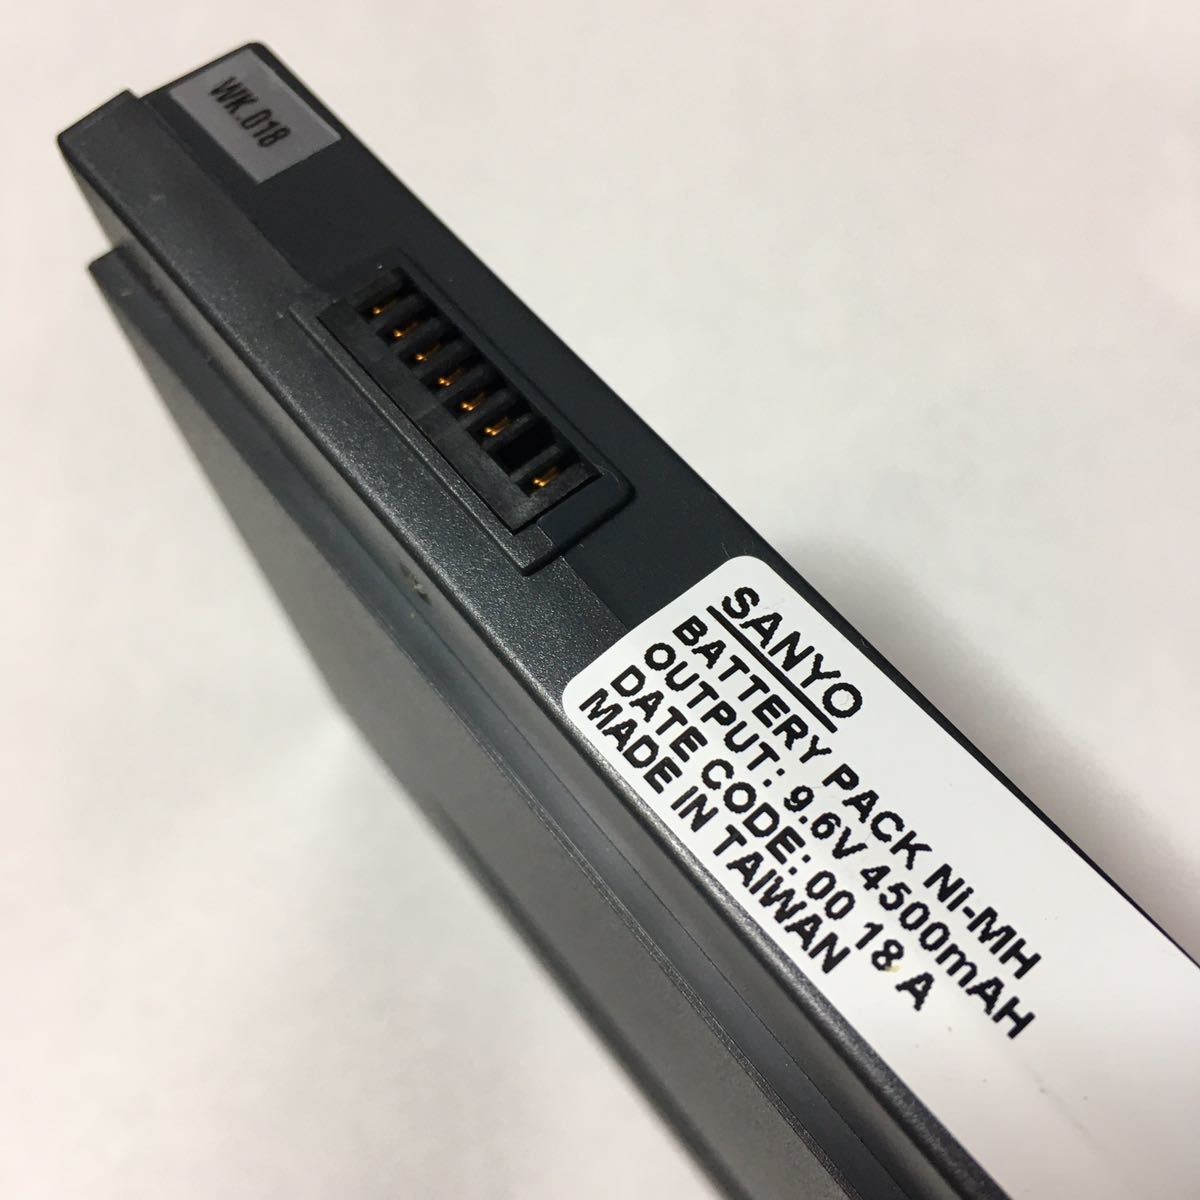 WK.018
SANYO
BATTERY PACK Ni-MH
OUTPUT: 9.6V 4500mAH
DATE CODE: 00 18 A
MADE IN TAIWAN